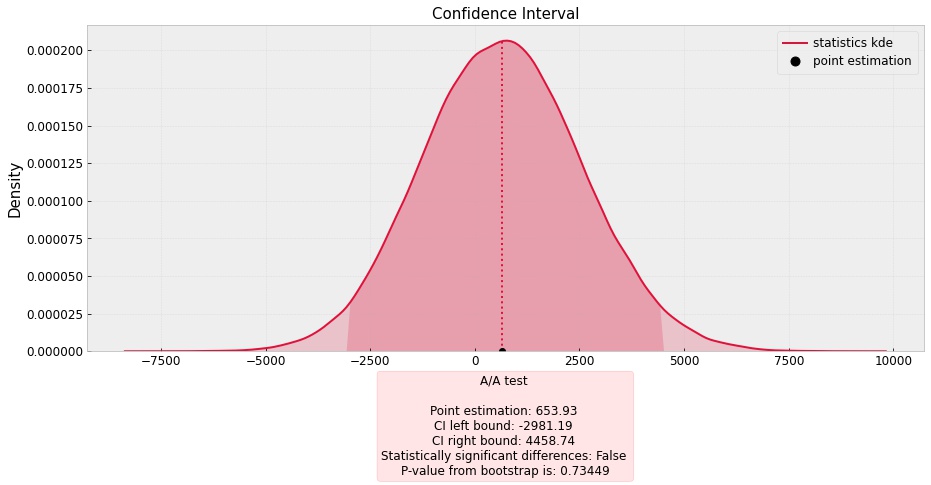 Confidence Interval
statistics kde
point estimation
Density
0.000200
0.000175
0.000150
0.000125
0.000100
0.000075
0.000050
0.000025
0.000000
−7500 −5000 −2500 0 2500 5000 7500 10000
A/A test
Point estimation: 653.93
CI left bound: -2981.19
CI right bound: 4458.74
Statistically significant differences: False
P-value from bootstrap is: 0.73449